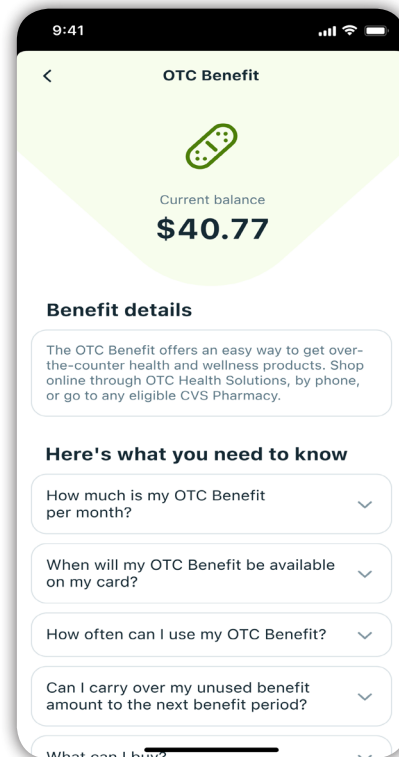 9:41
OTC Benefit
Current balance
$40.77
Benefit details
The OTC Benefit offers an easy way to get over-
the-counter health and wellness products. Shop
online through OTC Health Solutions, by phone,
or go to any eligible CVS Pharmacy.
Here's what you need to know
How much is my OTC Benefit
per month?
When will my OTC Benefit be available
on my card?
How often can I use my OTC Benefit?
Can I carry over my unused benefit
amount to the next benefit period?
What can I buy?